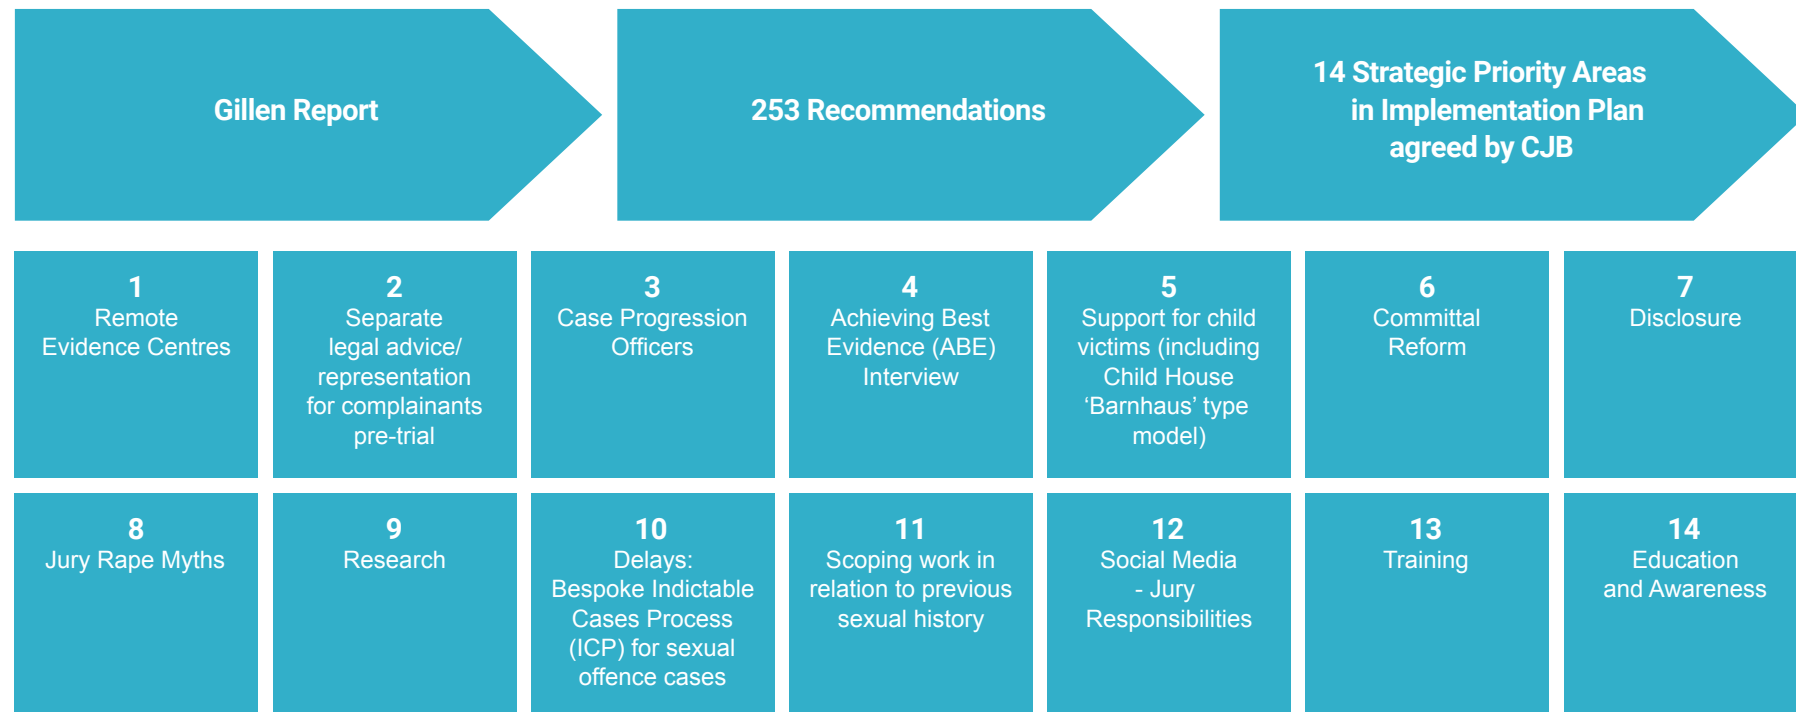 Gillen Report
253 Recommendations
14 Strategic Priority Areas
in Implementation Plan
agreed by CJB
1
Remote
Evidence Centres
2
Separate
legal advice/
representation
for complainants
pre-trial
3
Case Progression
Officers
4
Achieving Best
Evidence (ABE)
Interview
5
Support for child
victims (including
Child House
‘Barnhaus’ type
model)
6
Committal
Reform
7
Disclosure
8
Jury Rape Myths
9
Research
10
Delays:
Bespoke Indictable
Cases Process
(ICP) for sexual
offence cases
11
Scoping work in
relation to previous
sexual history
12
Social Media
- Jury
Responsibilities
13
Training
14
Education
and Awareness